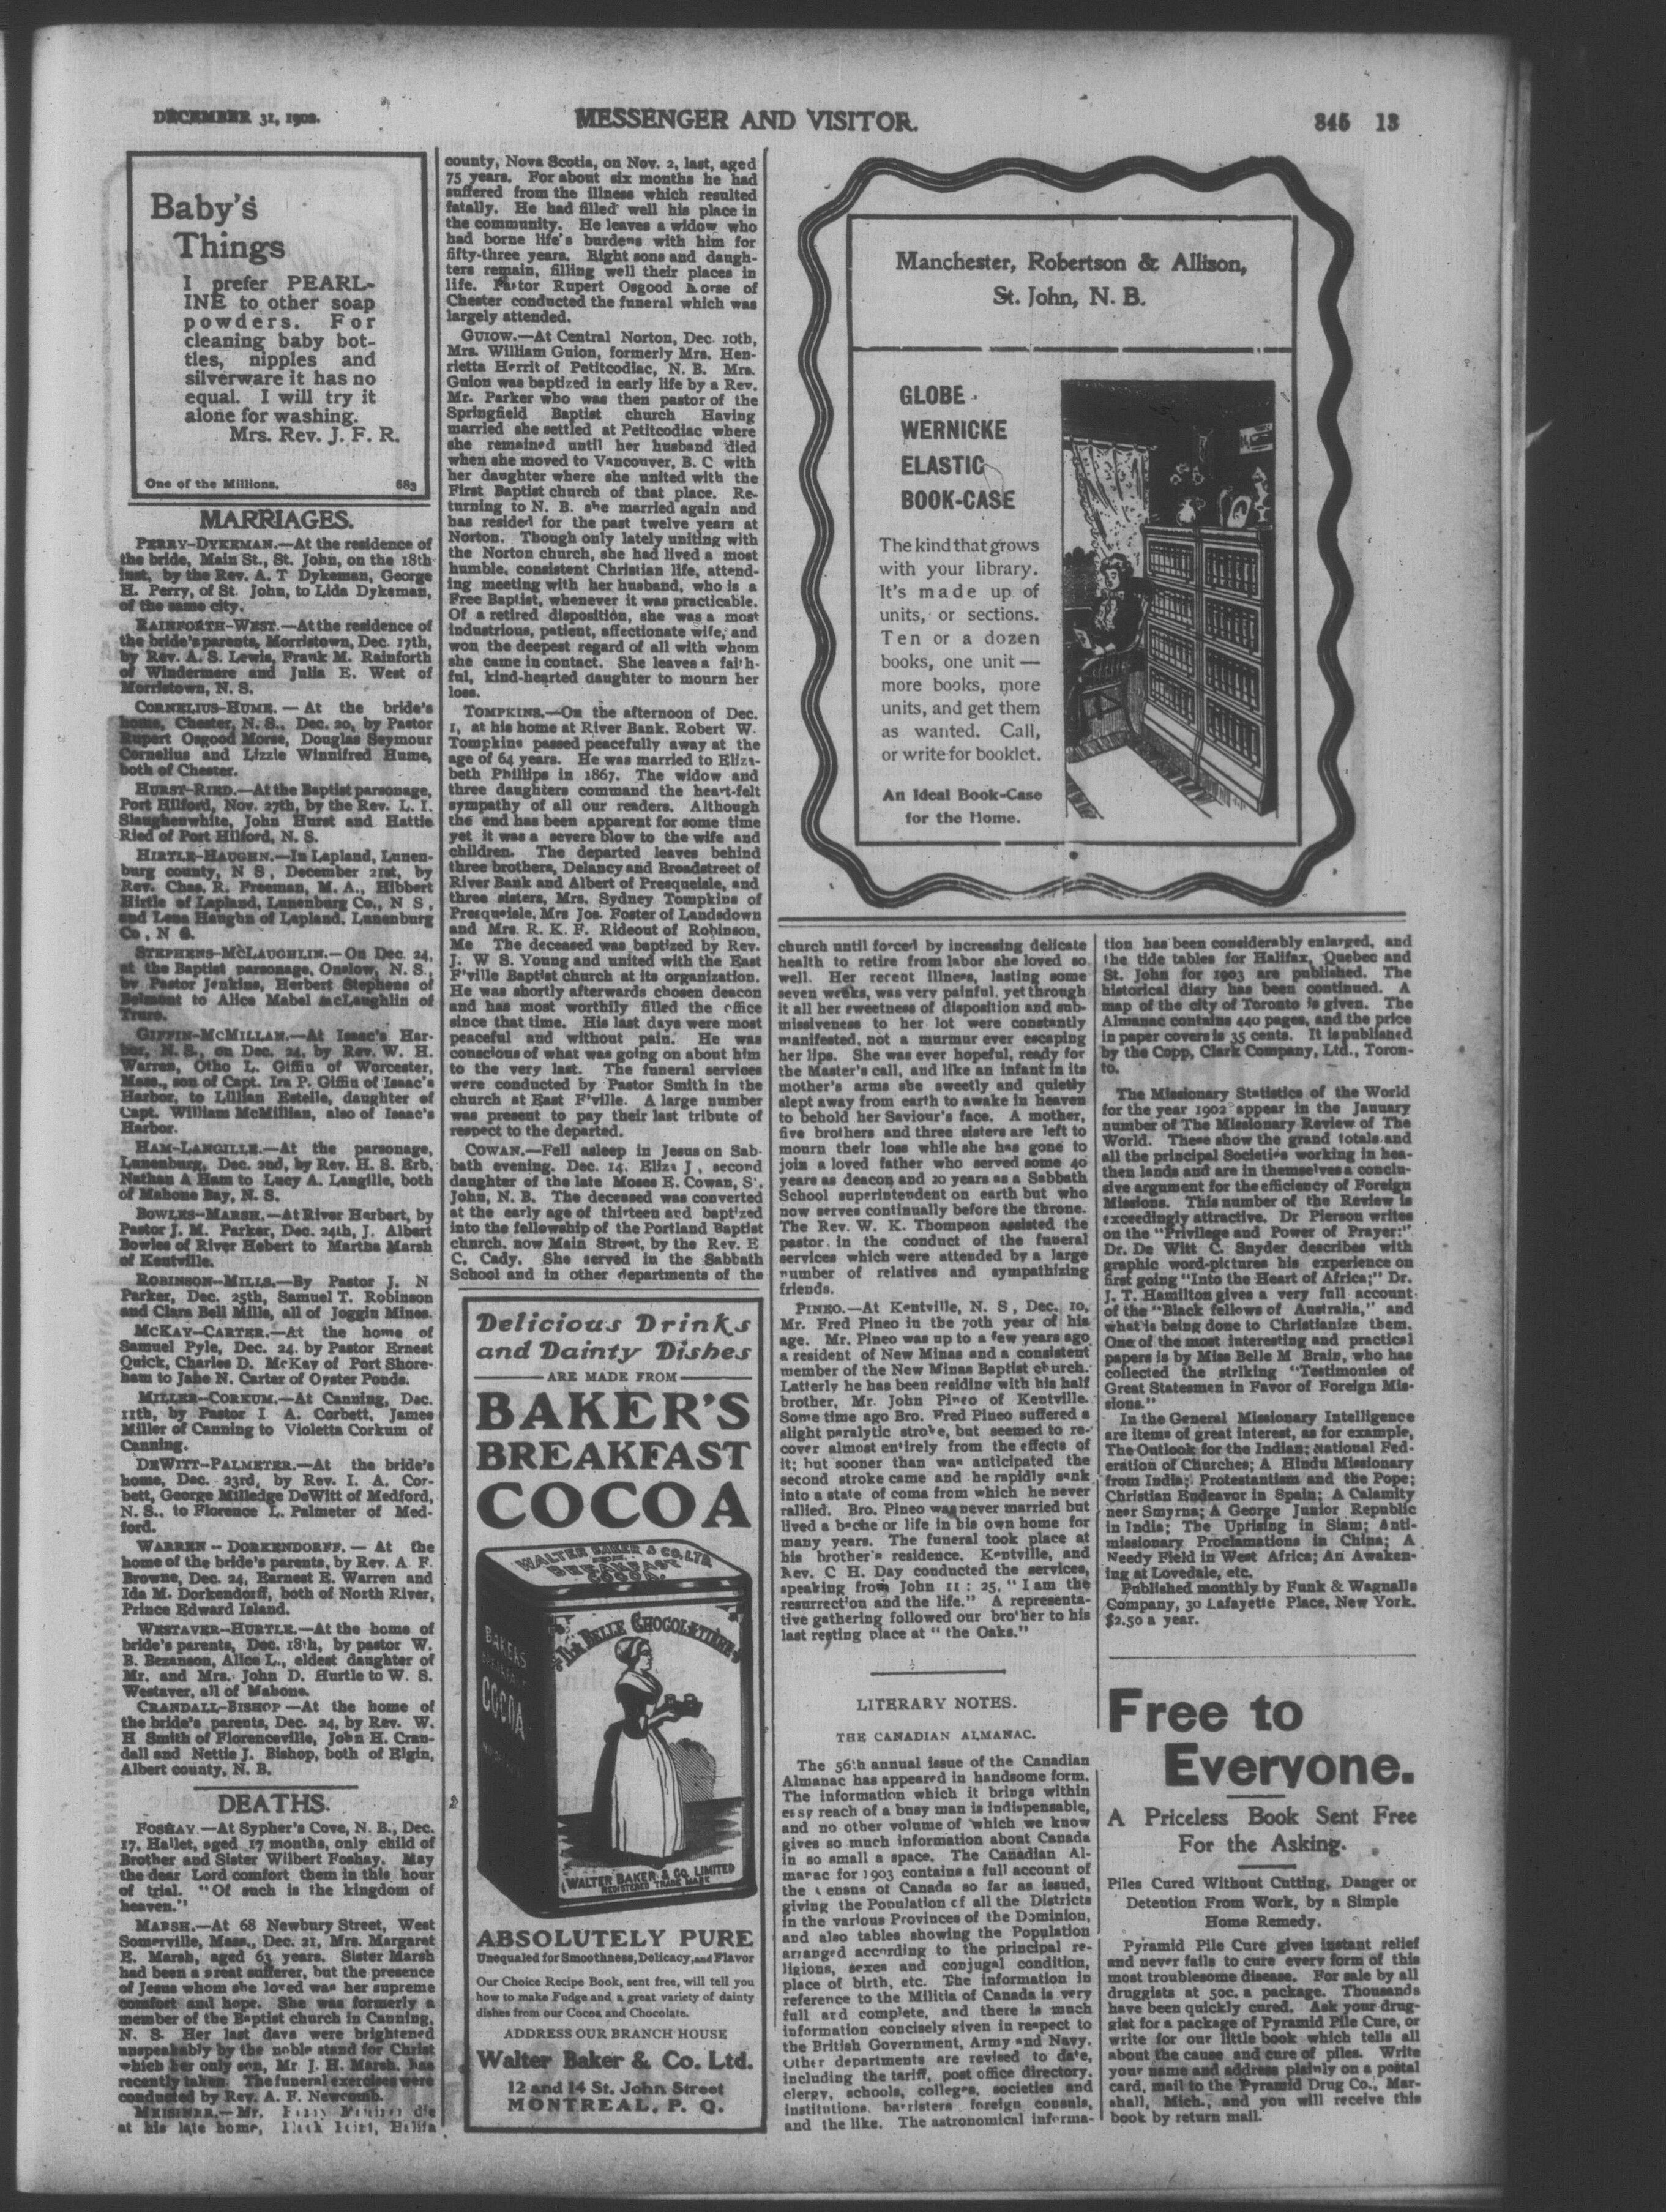 DECEMBER 31, 1902.
MESSENGER AND VISITOR.
845 13
Baby's
Things
I prefer PEARL-
INE to other soap
powders. For
cleaning baby bot-
tles, nipples and
silverware it has no
equal. I will try it
alone for washing.
Mrs. Rev. J. F. R.
One of the Millions. 683
MARRIAGES.
PERRY-DYKEMAN.—At the residence of
the bride, Main St., St. John, on the 18th
inst, by the Rev. A. T Dykeman, George
H. Perry, of St. John, to Lida Dykeman,
of the same city.
RAINFORTH-WEST.—At the residence of
the bride's parents, Morristown, Dec. 17th,
by Rev. A. S. Lewis, Frank M. Rainforth
of Windermere and Julia E. West of
Morristown, N. S.
CORNELIUS-HUME. — At the bride's
home, Chester, N. S., Dec. 20, by Pastor
Rupert Osgood Morse, Douglas Seymour
Cornelius and Lizzie Winnifred Hume,
both of Chester.
HURST-RIED.—At the Baptist parsonage,
Port Hilford, Nov. 27th, by the Rev. L. I.
Slaughenwhite, John Hurst and Hattie
Ried of Port Hilford, N. S.
HIRTLE-HAUGHN.—In Lapland, Lunen-
burg county, N S, December 21st, by
Rev. Chas. R. Freeman, M. A., Hibbert
Hirtle of Lapland, Lunenburg Co., N S,
and Lena Haughn of Lapland, Lunenburg
Co, N S.
STEPHENS-MCLAUGHLIN.—On Dec. 24,
at the Baptist parsonage, Onslow, N. S.,
by Pastor Jenkins, Herbert Stephens of
Belmont to Alice Mabel McLaughlin of
Truro.
GIFFIN-MCMILLAN.—At Isaac's Har-
bor, N. S., on Dec. 24, by Rev. W. H.
Warren, Otho L. Giffin of Worcester,
Mass., son of Capt. Ira P. Giffin of Isaac's
Harbor, to Lillian Estelle, daughter of
Capt. William McMillian, also of Isaac's
Harbor.
HAM-LANGILLE.—At the parsonage,
Lunenburg, Dec. 2nd, by Rev. H. S. Erb,
Nathan A Ham to Lucy A. Langille, both
of Mahone Bay, N. S.
BOWLES-MARSH.—At River Herbert, by
Pastor J. M. Parker, Dec. 24th, J. Albert
Bowles of River Hebert to Martha Marsh
of Kentville.
ROBINSON-MILLS.—By Pastor J. N
Parker, Dec. 25th, Samuel T. Robinson
and Clara Bell Mills, all of Joggin Mines.
MCKAY-CARTER.—At the home of
Samuel Pyle, Dec. 24. by Pastor Ernest
Quick, Charles D. McKay of Port Shore-
ham to Jane N. Carter of Oyster Ponds.
MILLER-CORKUM.—At Canning, Dec.
11th, by Pastor I A. Corbett, James
Miller of Canning to Violetta Corkum of
Canning.
DEWITT-PALMETER.—At the bride's
home, Dec. 23rd, by Rev. I. A. Cor-
bett, George Milledge DeWitt of Medford,
N. S., to Florence L. Palmeter of Med-
ford.
WARREN - DORKENDORFF. — At the
home of the bride's parents, by Rev. A F.
Browne, Dec. 24, Earnest E. Warren and
Ida M. Dorkendorff, both of North River,
Prince Edward Island.
WESTAVER-HURTLE.—At the home of
bride's parents, Dec. 18th, by pastor W.
B. Bezanson, Alice L., eldest daughter of
Mr. and Mrs. John D. Hurtle to W. S.
Westaver, all of Mahone.
CRANDALL-BISHOP —At the home of
the bride's parents, Dec. 24, by Rev. W.
H Smith of Florenceville, John H. Cran-
dall and Nettie J. Bishop, both of Elgin,
Albert county, N. B.
DEATHS.
FOSHAY.—At Sypher's Cove, N. B., Dec.
17, Hallet, aged 17 months, only child of
Brother and Sister Wilbert Foshay. May
the dear Lord comfort them in this hour
of trial. "Of such is the kingdom of
heaven."
MARSH.—At 68 Newbury Street, West
Somerville, Mass., Dec. 21, Mrs. Margaret
E. Marsh, aged 63 years. Sister Marsh
had been a great sufferer, but the presence
of Jesus whom she loved was her supreme
comfort and hope. She was formerly a
member of the Baptist church in Canning,
N. S. Her last days were brightened
unspeakably by the noble stand for Christ
which her only son, Mr J. H. Marsh, has
recently taken. The funeral exercises were
conducted by Rev. A. F. Newcomb.
MEISINER.—Mr. die
at his late home,
county, Nova Scotia, on Nov. 2, last, aged
75 years. For about six months he had
suffered from the illness which resulted
fatally. He had filled well his place in
the community. He leaves a widow who
had borne life's burdens with him for
fifty-three years. Right sons and daugh-
ters remain, filling well their places in
life. Pastor Rupert Osgood Morse of
Chester conducted the funeral which was
largely attended.
GUIOW.—At Central Norton, Dec. 10th,
Mrs. William Guion, formerly Mrs. Hen-
rietta Herrit of Petitcodiac, N. B. Mrs.
Guion was baptized in early life by a Rev.
Mr. Parker who was then pastor of the
Springfield Baptist church Having
married she settled at Petitcodiac where
she remained until her husband died
when she moved to Vancouver, B. C with
her daughter where she united with the
First Baptist church of that place. Re-
turning to N. B. she married again and
has resided for the past twelve years at
Norton. Though only lately uniting with
the Norton church, she had lived a most
humble, consistent Christian life, attend-
ing meeting with her husband, who is a
Free Baptist, whenever it was practicable.
Of a retired disposition, she was a most
industrious, patient, affectionate wife, and
won the deepest regard of all with whom
she came in contact. She leaves a faith-
ful, kind-hearted daughter to mourn her
loss.
TOMPKINS.—On the afternoon of Dec.
1, at his home at River Bank, Robert W.
Tompkins passed peacefully away at the
age of 64 years. He was married to Eliza-
beth Phillips in 1867. The widow and
three daughters command the heart-felt
sympathy of all our readers. Although
the end has been apparent for some time
yet it was a severe blow to the wife and
children. The departed leaves behind
three brothers, Delancy and Broadstreet of
River Bank and Albert of Presqueisle, and
three sisters, Mrs. Sydney Tompkins of
Presqueisle, Mrs Jos. Foster of Landsdown
and Mrs. R. K. F. Rideout of Robinson,
Me The deceased was baptized by Rev.
J. W S. Young and united with the East
F'ville Baptist church at its organization.
He was shortly afterwards chosen deacon
and has most worthily filled the office
since that time. His last days were most
peaceful and without pain. He was
conscious of what was going on about him
to the very last. The funeral services
were conducted by Pastor Smith in the
church at East F'ville. A large number
was present to pay their last tribute of
respect to the departed.
COWAN.—Fell asleep in Jesus on Sab-
bath evening. Dec. 14. Eliza J, second
daughter of the late Moses E. Cowan, St.
John, N. B. The deceased was converted
at the early age of thirteen and baptized
into the fellowship of the Portland Baptist
church, now Main Street, by the Rev. E
C. Cady. She served in the Sabbath
School and in other departments of the
Delicious Drinks
and Dainty Dishes
ARE MADE FROM
BAKER'S
BREAKFAST
COCOA
WALTER BAKER & CO. LTD.
BREAKFAST
COCOA.
BAKERS
BREAKFAST
COCOA
LA BELLE CHOCOLATIERE
WALTER BAKER & CO. LIMITED
REGISTERED TRADE MARK
ABSOLUTELY PURE
Unequaled for Smoothness, Delicacy, and Flavor
Our Choice Recipe Book, sent free, will tell you
how to make Fudge and a great variety of dainty
dishes from our Cocoa and Chocolate.
ADDRESS OUR BRANCH HOUSE
Walter Baker & Co. Ltd.
12 and 14 St. John Street
MONTREAL, P. Q.
Manchester, Robertson & Allison,
St. John, N. B.
GLOBE
WERNICKE
ELASTIC
BOOK-CASE
The kind that grows
with your library.
It's made up of
units, or sections.
Ten or a dozen
books, one unit —
more books, more
units, and get them
as wanted. Call,
or write for booklet.
An Ideal Book-Case
for the Home.
church until forced by increasing delicate
health to retire from labor she loved so
well. Her recent illness, lasting some
seven weeks, was very painful, yet through
it all her sweetness of disposition and sub-
missiveness to her lot were constantly
manifested, not a murmur ever escaping
her lips. She was ever hopeful, ready for
the Master's call, and like an infant in its
mother's arms she sweetly and quietly
slept away from earth to awake in heaven
to behold her Saviour's face. A mother,
five brothers and three sisters are left to
mourn their loss while she has gone to
join a loved father who served some 40
years as deacon and 20 years as a Sabbath
School superintendent on earth but who
now serves continually before the throne.
The Rev. W. K. Thompson assisted the
pastor in the conduct of the funeral
services which were attended by a large
number of relatives and sympathizing
friends.
PINEO.—At Kentville, N. S, Dec. 10,
Mr. Fred Pineo in the 70th year of his
age. Mr. Pineo was up to a few years ago
a resident of New Minas and a consistent
member of the New Minas Baptist church.
Latterly he has been residing with his half
brother, Mr. John Pineo of Kentville.
Some time ago Bro. Fred Pineo suffered a
slight paralytic stroke, but seemed to re-
cover almost entirely from the effects of
it; but sooner than was anticipated the
second stroke came and he rapidly sank
into a state of coma from which he never
rallied. Bro. Pineo was never married but
lived a bachelor life in his own home for
many years. The funeral took place at
his brother's residence, Kentville, and
Rev. C H. Day conducted the services,
speaking from John 11 : 25, "I am the
resurrection and the life." A representa-
tive gathering followed our brother to his
last resting place at "the Oaks."
LITERARY NOTES.
THE CANADIAN ALMANAC.
The 56th annual issue of the Canadian
Almanac has appeared in handsome form.
The information which it brings within
easy reach of a busy man is indispensable,
and no other volume of which we know
gives so much information about Canada
in so small a space. The Canadian Al-
manac for 1903 contains a full account of
the census of Canada so far as issued,
giving the Population of all the Districts
in the various Provinces of the Dominion,
and also tables showing the Population
arranged according to the principal re-
ligions, sexes and conjugal condition,
place of birth, etc. The information in
reference to the Militia of Canada is very
full and complete, and there is much
information concisely given in respect to
the British Government, Army and Navy.
Other departments are revised to date,
including the tariff, post office directory,
clergy, schools, colleges, societies and
institutions, barristers foreign consuls,
and the like. The astronomical informa-
tion has been considerably enlarged, and
the tide tables for Halifax, Quebec and
St. John for 1903 are published. The
historical diary has been continued. A
map of the city of Toronto is given. The
Almanac contains 440 pages, and the price
in paper covers is 35 cents. It is published
by the Copp, Clark Company, Ltd., Toron-
to.
The Missionary Statistics of the World
for the year 1902 appear in the January
number of The Missionary Review of The
World. These show the grand totals and
all the principal Societies working in hea-
then lands and are in themselves a conclu-
sive argument for the efficiency of Foreign
Missions. This number of the Review is
exceedingly attractive. Dr Pierson writes
on the "Privilege and Power of Prayer:"
Dr. De Witt C. Snyder describes with
graphic word-pictures his experience on
first going "Into the Heart of Africa;" Dr.
J. T. Hamilton gives a very full account
of the "Black fellows of Australia," and
what is being done to Christianize them.
One of the most interesting and practical
papers is by Miss Belle M Brain, who has
collected the striking "Testimonies of
Great Statesmen in Favor of Foreign Mis-
sions."
In the General Missionary Intelligence
are items of great interest, as for example,
The Outlook for the Indian; National Fed-
eration of Churches; A Hindu Missionary
from India; Protestantism and the Pope;
Christian Endeavor in Spain; A Calamity
near Smyrna; A George Junior Republic
in India; The Uprising in Siam; Anti-
missionary Proclamations in China; A
Needy Field in West Africa; An Awaken-
ing at Lovedale, etc.
Published monthly by Funk & Wagnalls
Company, 30 Lafayette Place, New York.
$2.50 a year.
Free to
Everyone.
A Priceless Book Sent Free
For the Asking.
Piles Cured Without Cutting, Danger or
Detention From Work, by a Simple
Home Remedy.
Pyramid Pile Cure gives instant relief
and never fails to cure every form of this
most troublesome disease. For sale by all
druggists at 50c. a package. Thousands
have been quickly cured. Ask your drug-
gist for a package of Pyramid Pile Cure, or
write for our little book which tells all
about the cause and cure of piles. Write
your name and address plainly on a postal
card, mail to the Pyramid Drug Co., Mar-
shall, Mich., and you will receive this
book by return mail.